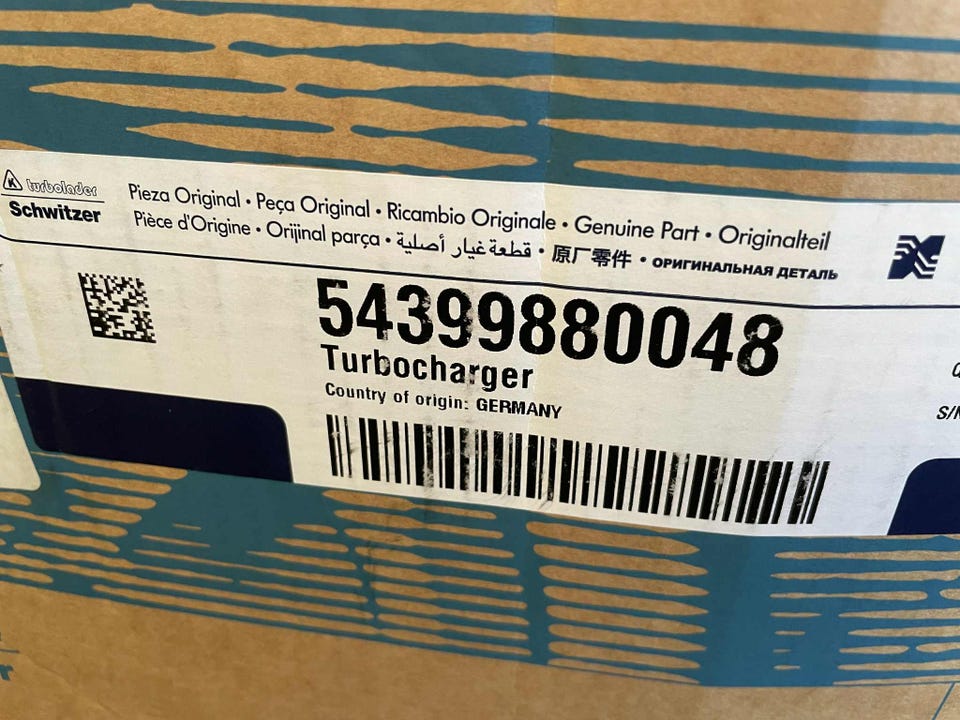 turbolader
Schwitzer
Pieza Original • Peça Original • Ricambio Originale • Genuine Part • Originalteil
Pièce d'Origine • Orijinal parça • قطعة غيار أصلية • 原厂零件 • ОРИГИНАЛЬНАЯ ДЕТАЛЬ
54399880048
Turbocharger
Country of origin: GERMANY
S/N